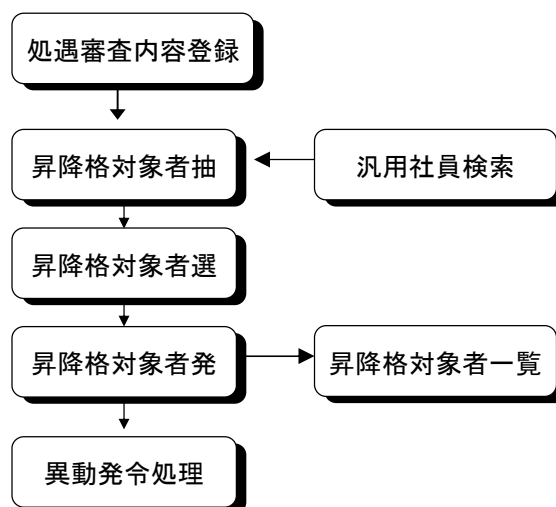 処遇審査内容登録
昇降格対象者抽
汎用社員検索
昇降格対象者選
昇降格対象者発
昇降格対象者一覧
異動発令処理